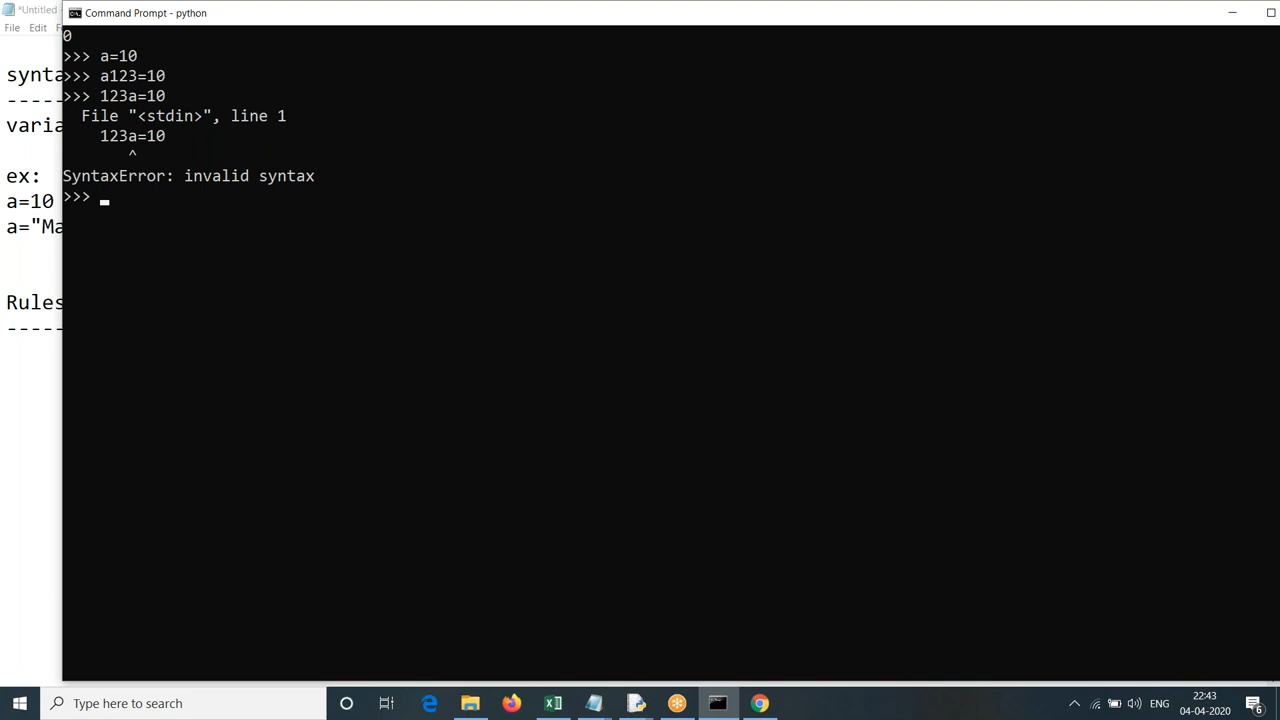 *Untitled
Command Prompt - python
File Edit F
0
>>> a=10
>>> a123=10
>>> 123a=10
File "<stdin>", line 1
123a=10
^
SyntaxError: invalid syntax
>>>
synta
-----
varia
ex:
a=10
a="Ma
Rules
-----
Type here to search
ENG
22:43
04-04-2020
6